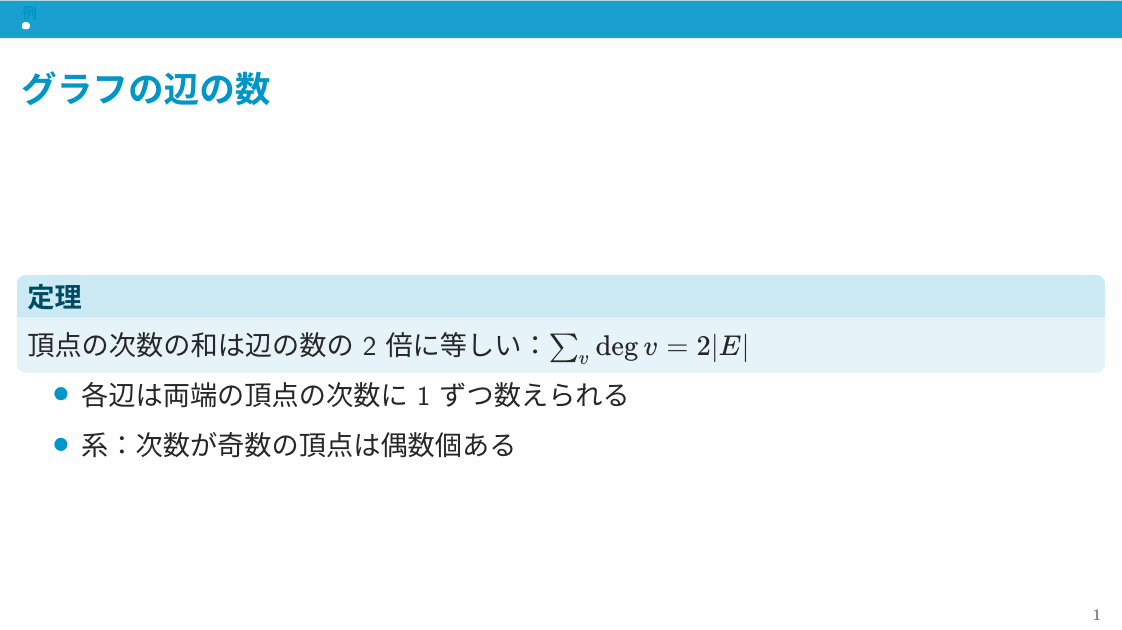 例
グラフの辺の数
定理
頂点の次数の和は辺の数の 2 倍に等しい：∑_v deg v = 2|E|
各辺は両端の頂点の次数に 1 ずつ数えられる
系：次数が奇数の頂点は偶数個ある
1